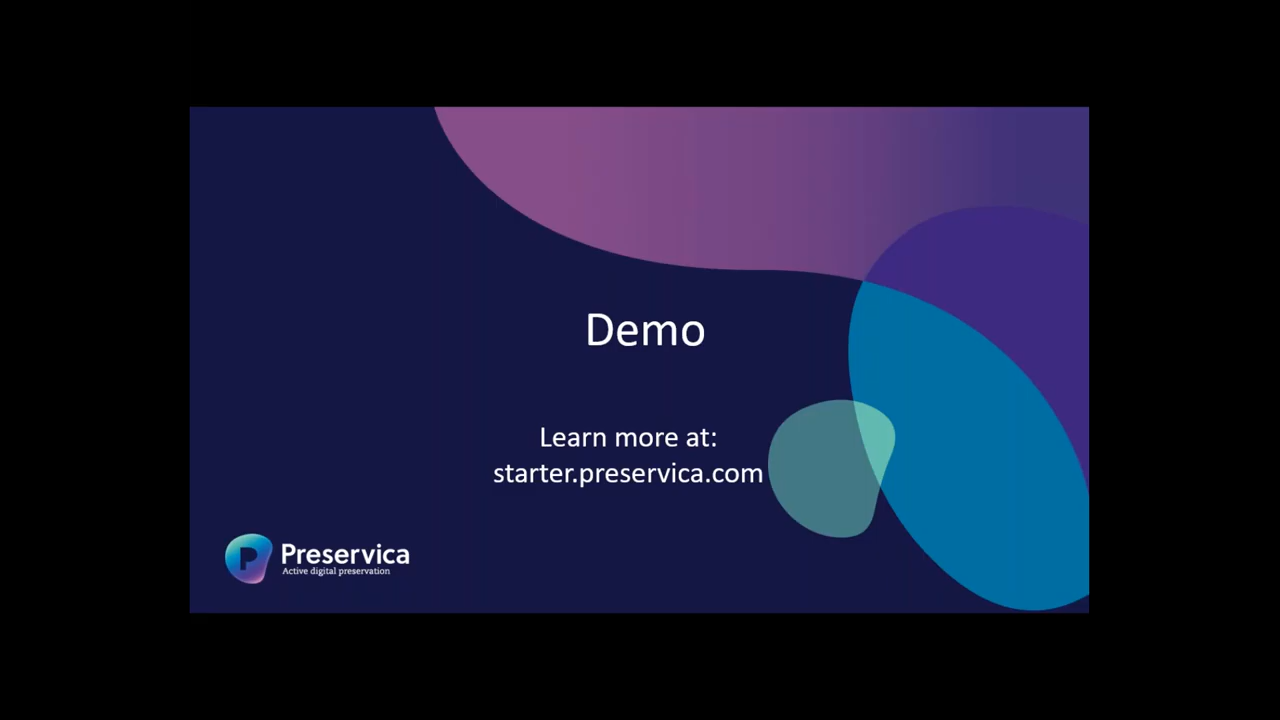 Demo
Learn more at:
starter.preservica.com
Preservica
Active digital preservation